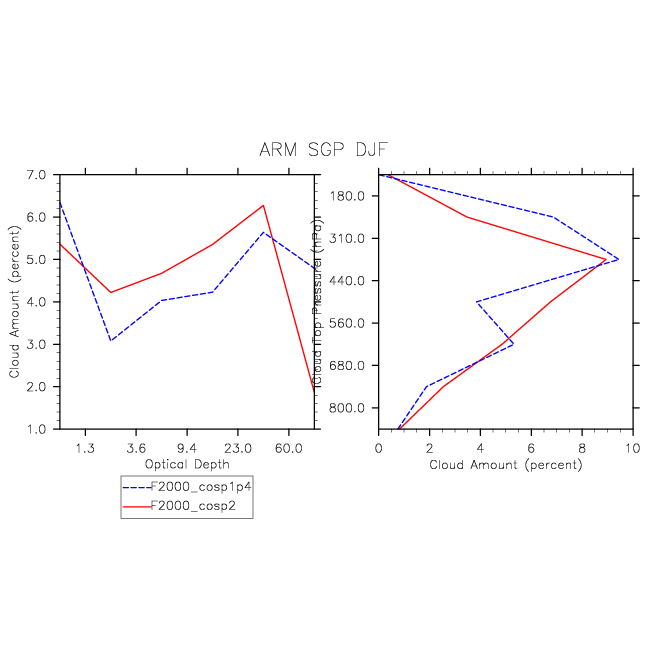 ARM SGP DJF
Cloud Amount (percent)
7.0
6.0
5.0
4.0
3.0
2.0
1.0
1.3 3.6 9.4 23.0 60.0
Optical Depth
Cloud Top Pressure (hPa)
180.0
310.0
440.0
560.0
680.0
800.0
0 2 4 6 8 10
Cloud Amount (percent)
F2000_cosp1p4
F2000_cosp2